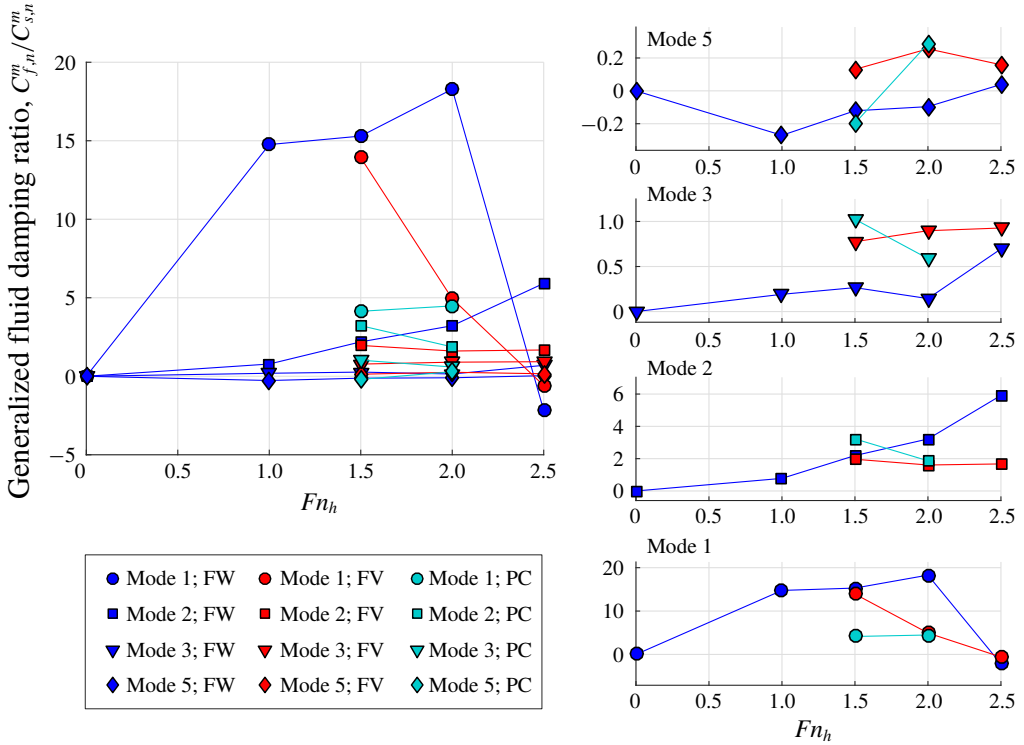 Generalized fluid damping ratio, $C^m_{f,n}/C^m_{s,n}$
20
15
10
5
0
−5
0
0.5
1.0
1.5
2.0
2.5
$Fn_h$
Mode 1; FW
Mode 1; FV
Mode 1; PC
Mode 2; FW
Mode 2; FV
Mode 2; PC
Mode 3; FW
Mode 3; FV
Mode 3; PC
Mode 5; FW
Mode 5; FV
Mode 5; PC
Mode 5
0.2
0
−0.2
0
0.5
1.0
1.5
2.0
2.5
Mode 3
1.0
0.5
0
0
0.5
1.0
1.5
2.0
2.5
Mode 2
6
4
2
0
0
0.5
1.0
1.5
2.0
2.5
Mode 1
20
10
0
0
0.5
1.0
1.5
2.0
2.5
$Fn_h$